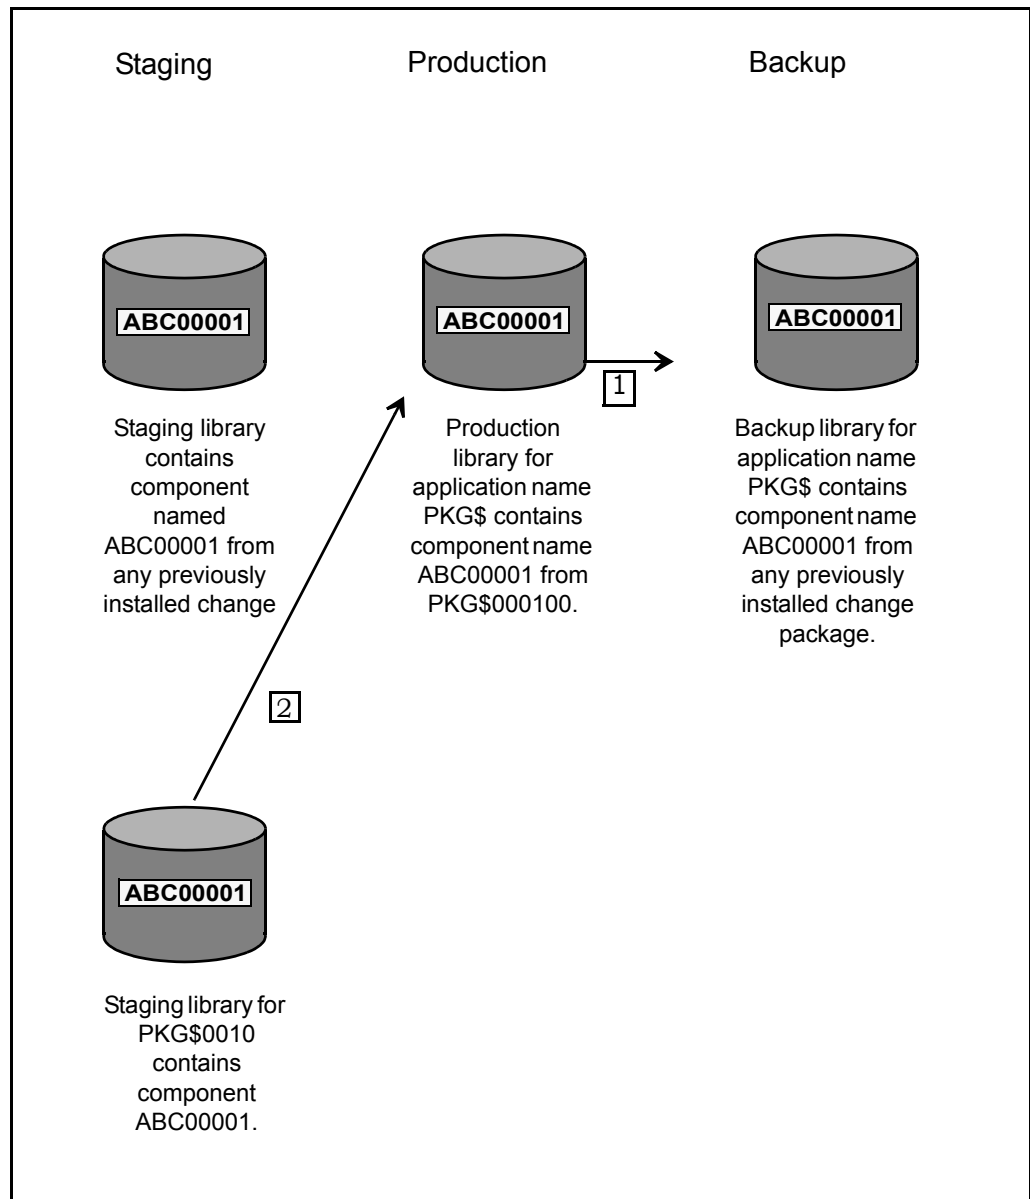 Staging
Production
Backup
ABC00001
ABC00001
ABC00001
1
Staging library
contains
component
named
ABC00001 from
any previously
installed change
Production
library for
application name
PKG$ contains
component name
ABC00001 from
PKG$000100.
Backup library for
application name
PKG$ contains
component name
ABC00001 from
any previously
installed change
package.
2
ABC00001
Staging library for
PKG$0010
contains
component
ABC00001.